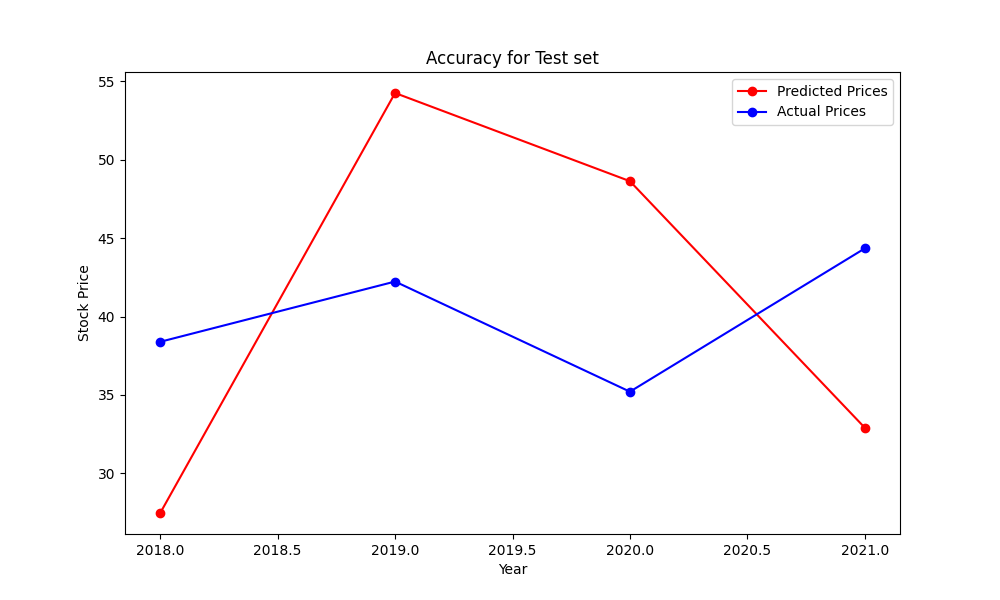 Accuracy for Test set
Predicted Prices
Actual Prices
Stock Price
55
50
45
40
35
30
2018.0 2018.5 2019.0 2019.5 2020.0 2020.5 2021.0
Year